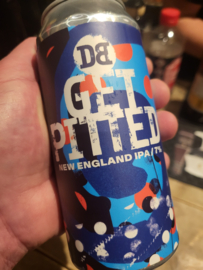 DB
GET
PITTED
NEW ENGLAND IPA / 7%